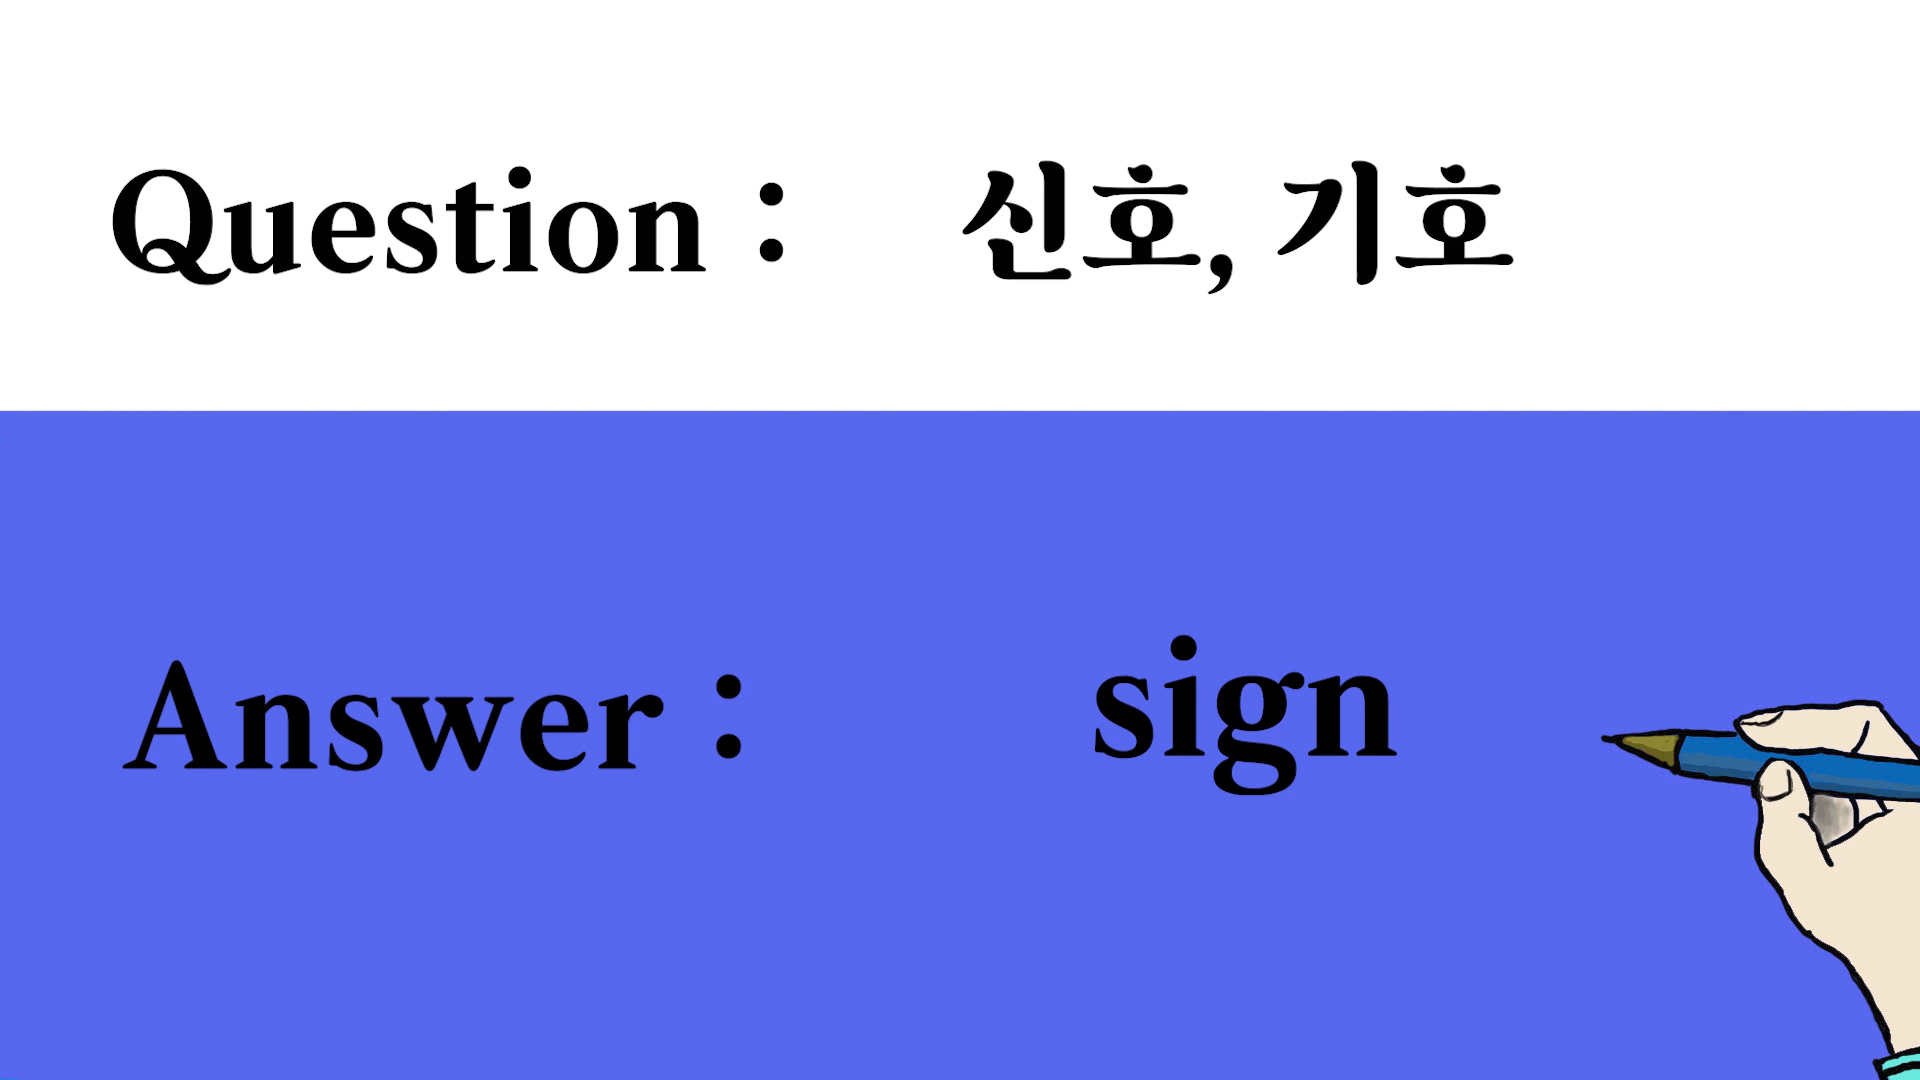 Question : 신호, 기호
Answer : sign